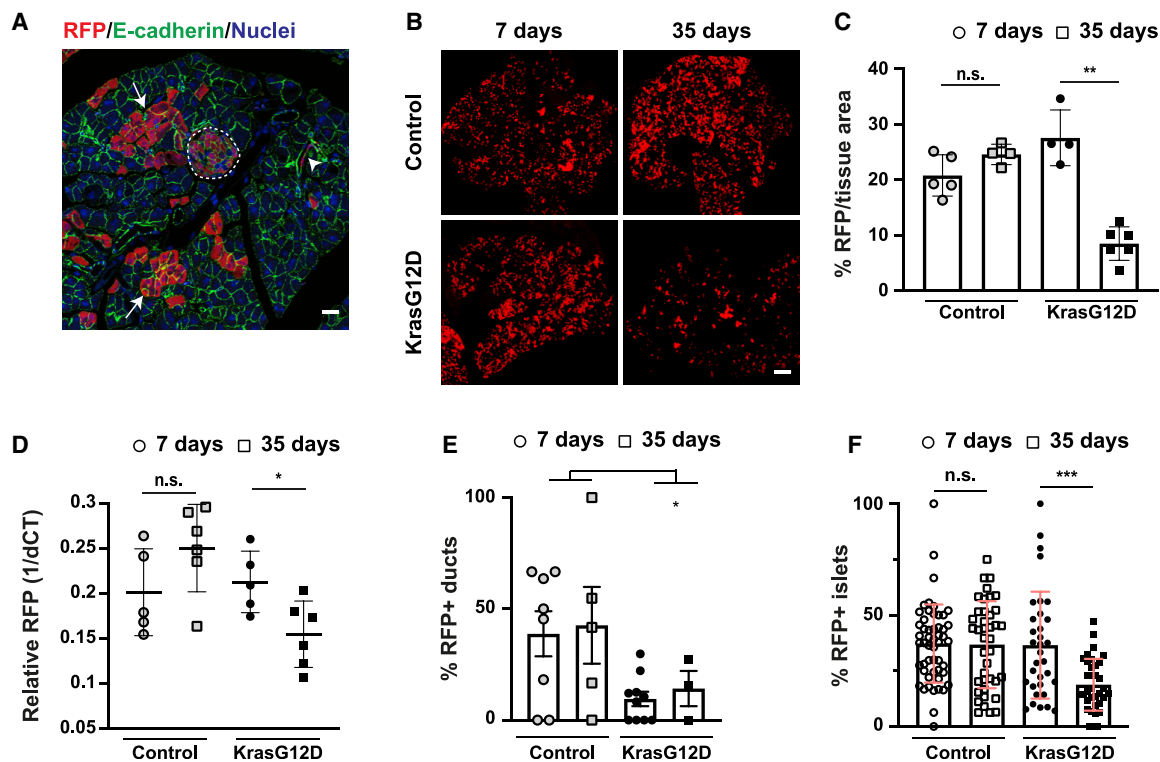 A
RFP/E-cadherin/Nuclei
B
7 days
35 days
Control
KrasG12D
C
7 days 35 days
n.s.
**
% RFP/tissue area
40
30
20
10
0
Control
KrasG12D
D
7 days 35 days
n.s.
*
Relative RFP (1/dCT)
0.3
0.25
0.2
0.15
0.1
0.05
Control
KrasG12D
E
7 days 35 days
*
% RFP+ ducts
100
50
0
Control
KrasG12D
F
7 days 35 days
n.s.
***
% RFP+ islets
100
75
50
25
0
Control
KrasG12D